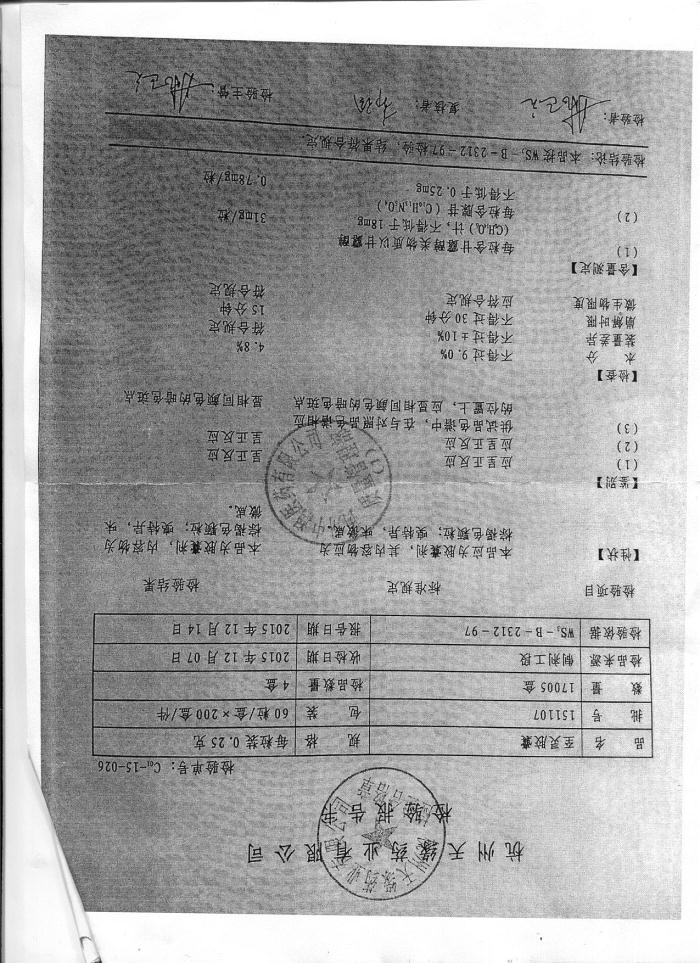 杭州天缘药业有限公司
检验报告书
检验单号: Ca-15-026
品名 至灵胶囊 规格 每粒装0.25克
批号 151107 包装 60粒/盒×200盒/件
数量 17005盒 检品数量 4盒
检品来源 制剂工段 收检日期 2015年12月07日
检验依据 WS₃-B-2312-97 报告日期 2015年12月14日
检验项目 标准规定 检验结果
【性状】 本品应为胶囊剂,其内容物应为 本品为胶囊剂,内容物为
棕褐色颗粒;嗅特异,味微咸. 棕褐色颗粒;嗅特异,味
微咸.
【鉴别】
(1) 应呈正反应 呈正反应
(2) 应呈正反应 呈正反应
(3) 供试品色谱中,在与对照品色谱相应
的位置上,应显相同颜色的暗色斑点 显相同颜色的暗色斑点
【检查】
水分 不得过9.0% 4.8%
装量差异 不得过±10% 符合规定
崩解时限 不得过30分钟 15分钟
微生物限度 应符合规定 符合规定
【含量测定】
(1) 每粒含甘露醇类物质以甘露醇
(C₆H₁₄O₆)计,不得低于18mg 31mg/粒
(2) 每粒含腺苷(C₁₀H₁₃N₅O₄)
不得低于0.25mg 0.78mg/粒
检验结论: 本品按WS₃-B-2312-97检验,结果符合规定.
检验者: 复核者: 检验主管: